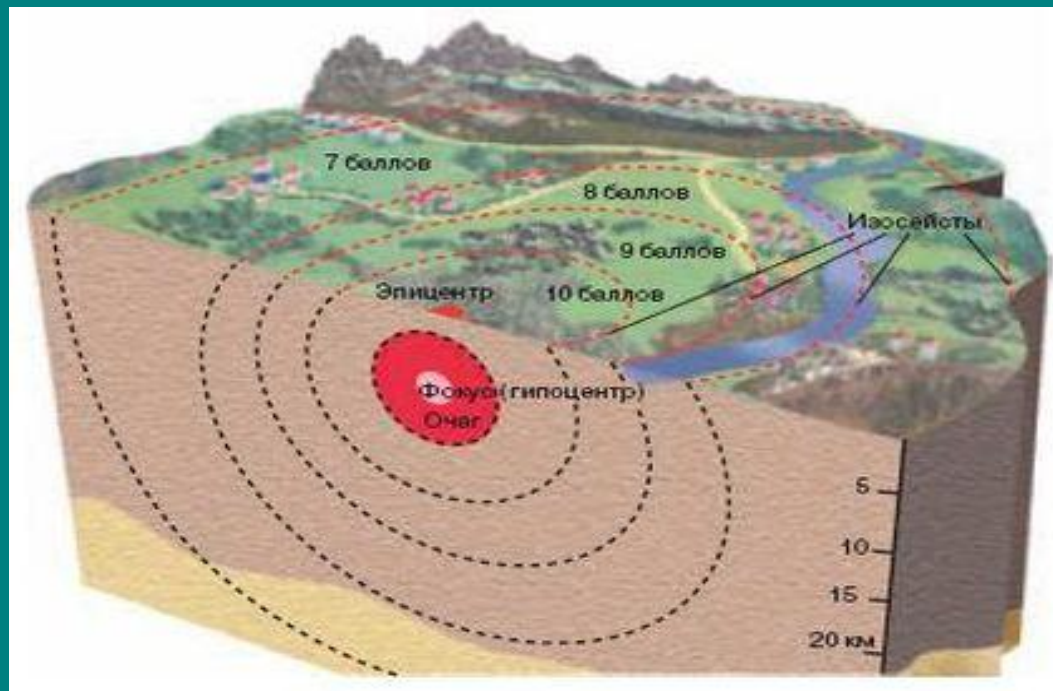 7 баллов
8 баллов
Изосейсты
9 баллов
Эпицентр
10 баллов
Фокус (гипоцентр)
Очаг
5
10
15
20 км